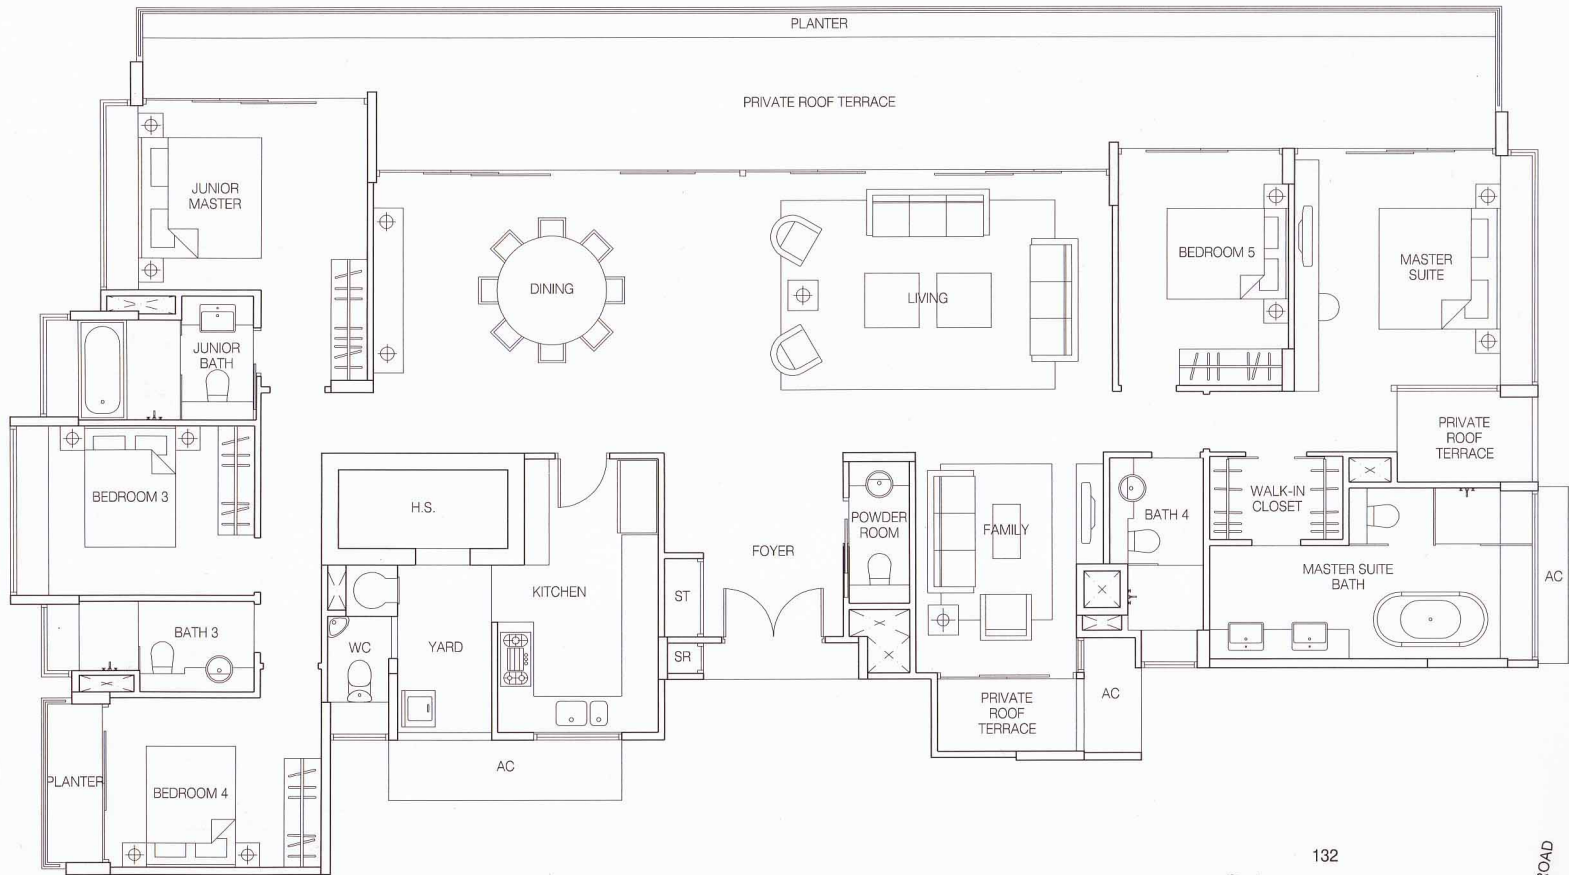 PLANTER
PRIVATE ROOF TERRACE
JUNIOR
MASTER
DINING
LIVING
BEDROOM 5
MASTER
SUITE
JUNIOR
BATH
PRIVATE
ROOF
TERRACE
BEDROOM 3
H.S.
POWDER
ROOM
FAMILY
BATH 4
WALK-IN
CLOSET
FOYER
KITCHEN
ST
MASTER SUITE
BATH
AC
BATH 3
WC
YARD
SR
PRIVATE
ROOF
TERRACE
AC
PLANTER
BEDROOM 4
AC
132
ROAD